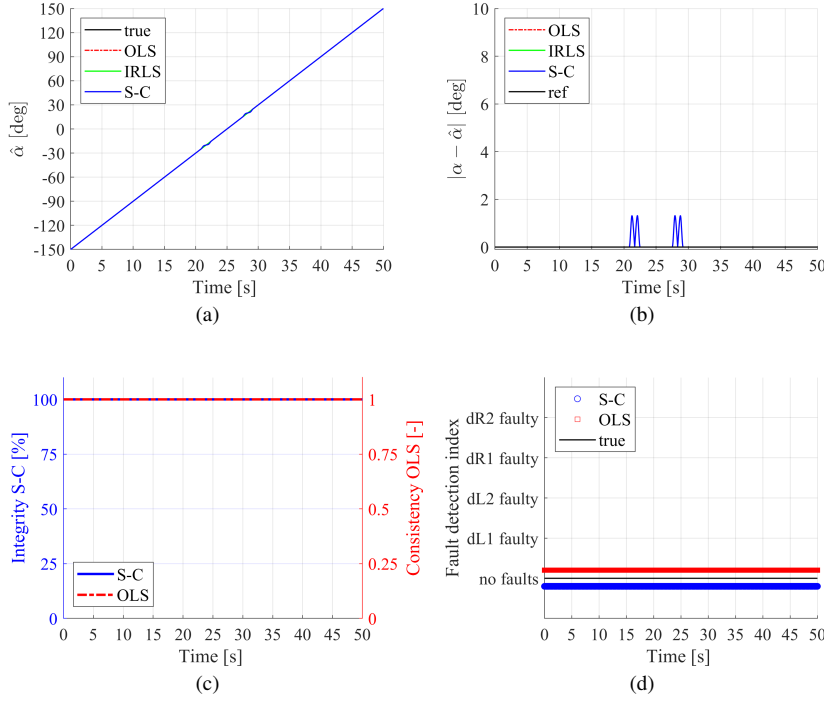 150
120
90
60
30
0
-30
-60
-90
-120
-150
α̂ [deg]
true
OLS
IRLS
S-C
0 5 10 15 20 25 30 35 40 45 50
Time [s]
(a)
10
8
6
4
2
0
|α − α̂| [deg]
OLS
IRLS
S-C
ref
0 5 10 15 20 25 30 35 40 45 50
Time [s]
(b)
100
75
50
25
0
Integrity S-C [%]
1
0.75
0.5
0.25
0
Consistency OLS [-]
S-C
OLS
0 5 10 15 20 25 30 35 40 45 50
Time [s]
(c)
Fault detection index
dR2 faulty
dR1 faulty
dL2 faulty
dL1 faulty
no faults
S-C
OLS
true
0 5 10 15 20 25 30 35 40 45 50
Time [s]
(d)